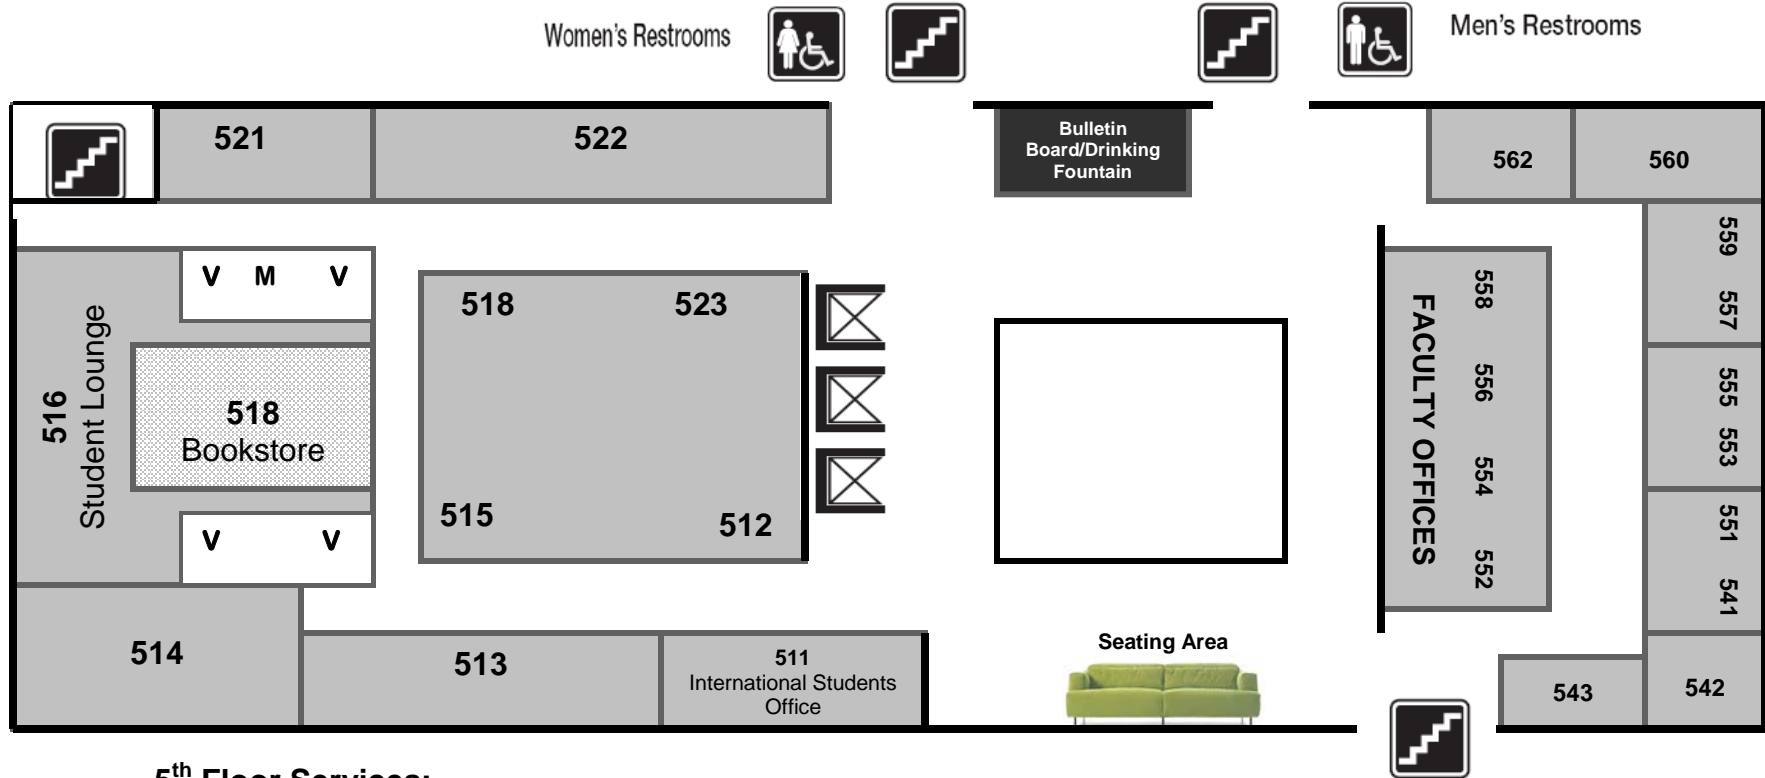 Women's Restrooms
Men's Restrooms
521
522
Bulletin
Board/Drinking
Fountain
562
560
V M V
516
Student Lounge
518
Bookstore
V V
518
523
515
512
FACULTY OFFICES
558
556
554
552
559
557
555
553
551
541
514
513
511
International Students
Office
Seating Area
543
542
5th Floor Services: